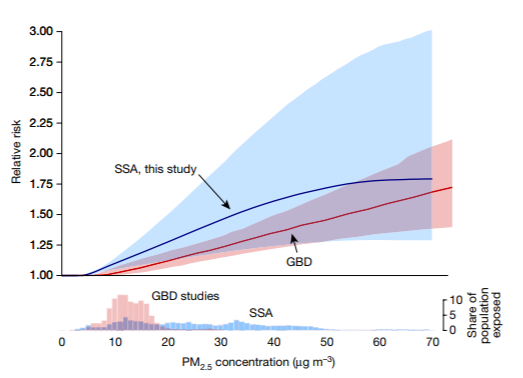 3.00
2.75
2.50
2.25
2.00
1.75
1.50
1.25
1.00
Relative risk
SSA, this study
GBD
GBD studies
SSA
10
5
0
Share of
population
exposed
0 10 20 30 40 50 60 70
PM2.5 concentration (μg m−3)